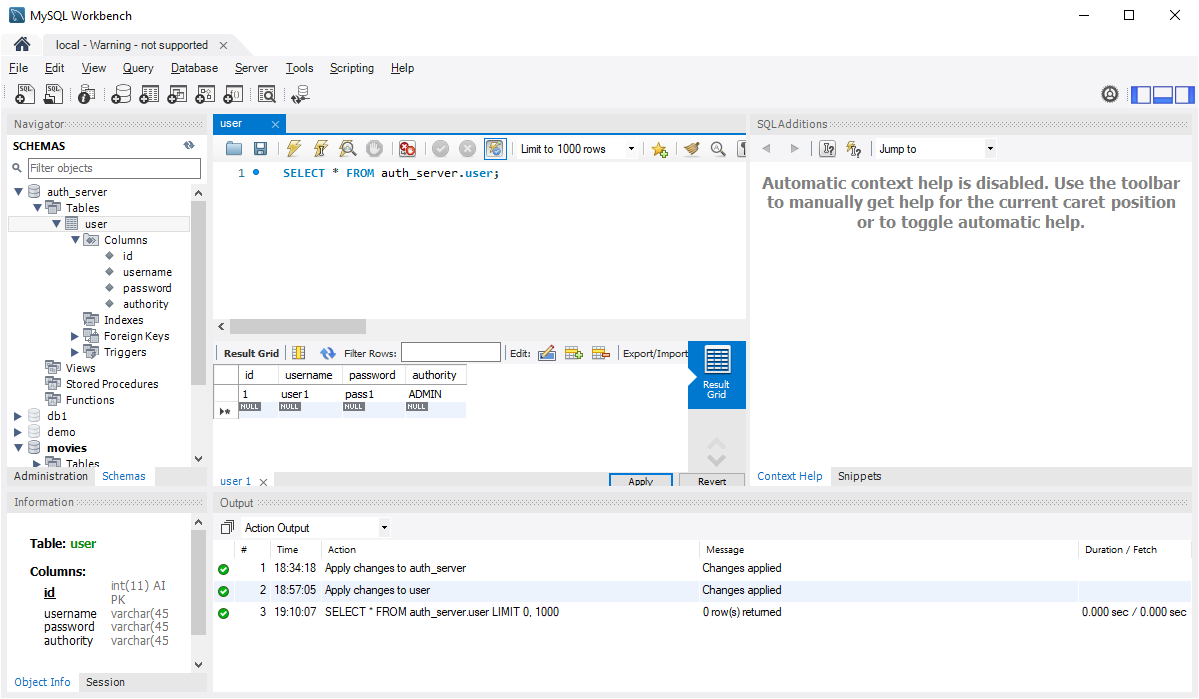 MySQL Workbench
local - Warning - not supported
File Edit View Query Database Server Tools Scripting Help
Navigator
SCHEMAS
Filter objects
auth_server
Tables
user
Columns
id
username
password
authority
Indexes
Foreign Keys
Triggers
Views
Stored Procedures
Functions
db1
demo
movies
Tables
Administration Schemas
user
Limit to 1000 rows
1 SELECT * FROM auth_server.user;
Result Grid Filter Rows: Edit: Export/Import
id username password authority
1 user1 pass1 ADMIN
NULL NULL NULL NULL
Result
Grid
user 1
Apply Revert
SQLAdditions
Jump to
Automatic context help is disabled. Use the toolbar
to manually get help for the current caret position
or to toggle automatic help.
Context Help Snippets
Information
Table: user
Columns:
id int(11) AI
PK
username varchar(45
password varchar(45
authority varchar(45
Object Info Session
Output
Action Output
# Time Action Message Duration / Fetch
1 18:34:18 Apply changes to auth_server Changes applied
2 18:57:05 Apply changes to user Changes applied
3 19:10:07 SELECT * FROM auth_server.user LIMIT 0, 1000 0 row(s) returned 0.000 sec / 0.000 sec